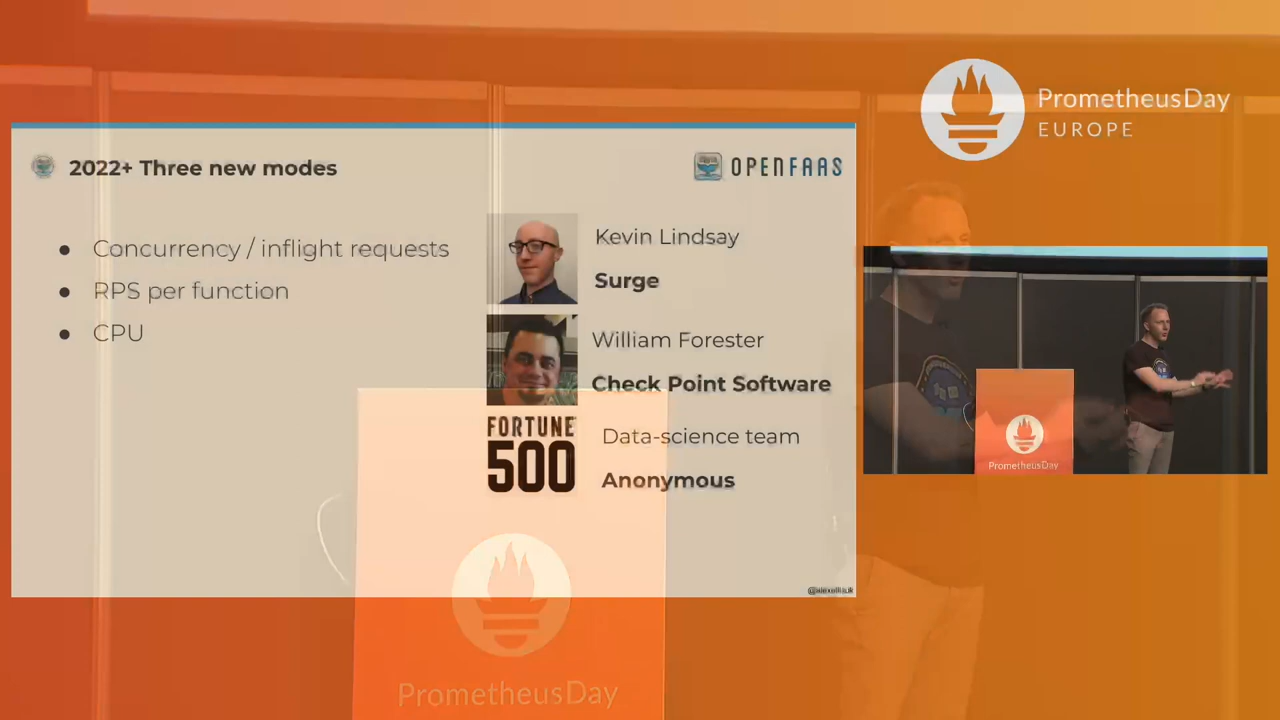 PrometheusDay
EUROPE
2022+ Three new modes
OPENFAAS
Concurrency / inflight requests
RPS per function
CPU
Kevin Lindsay
Surge
William Forester
Check Point Software
FORTUNE
500
Data-science team
Anonymous
PrometheusDay
PrometheusDay